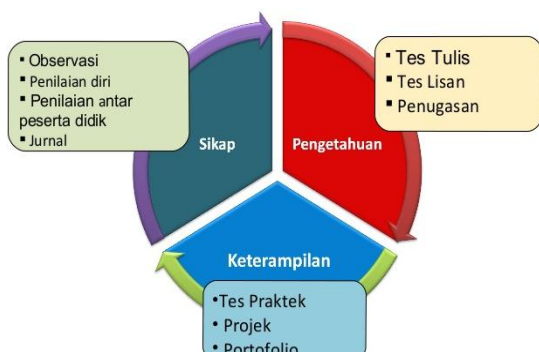 ▪ Observasi
▪ Penilaian diri
▪ Penilaian antar
peserta didik
▪ Jurnal
Sikap
▪ Tes Tulis
▪ Tes Lisan
▪ Penugasan
Pengetahuan
Keterampilan
•Tes Praktek
• Projek
• Portofolio